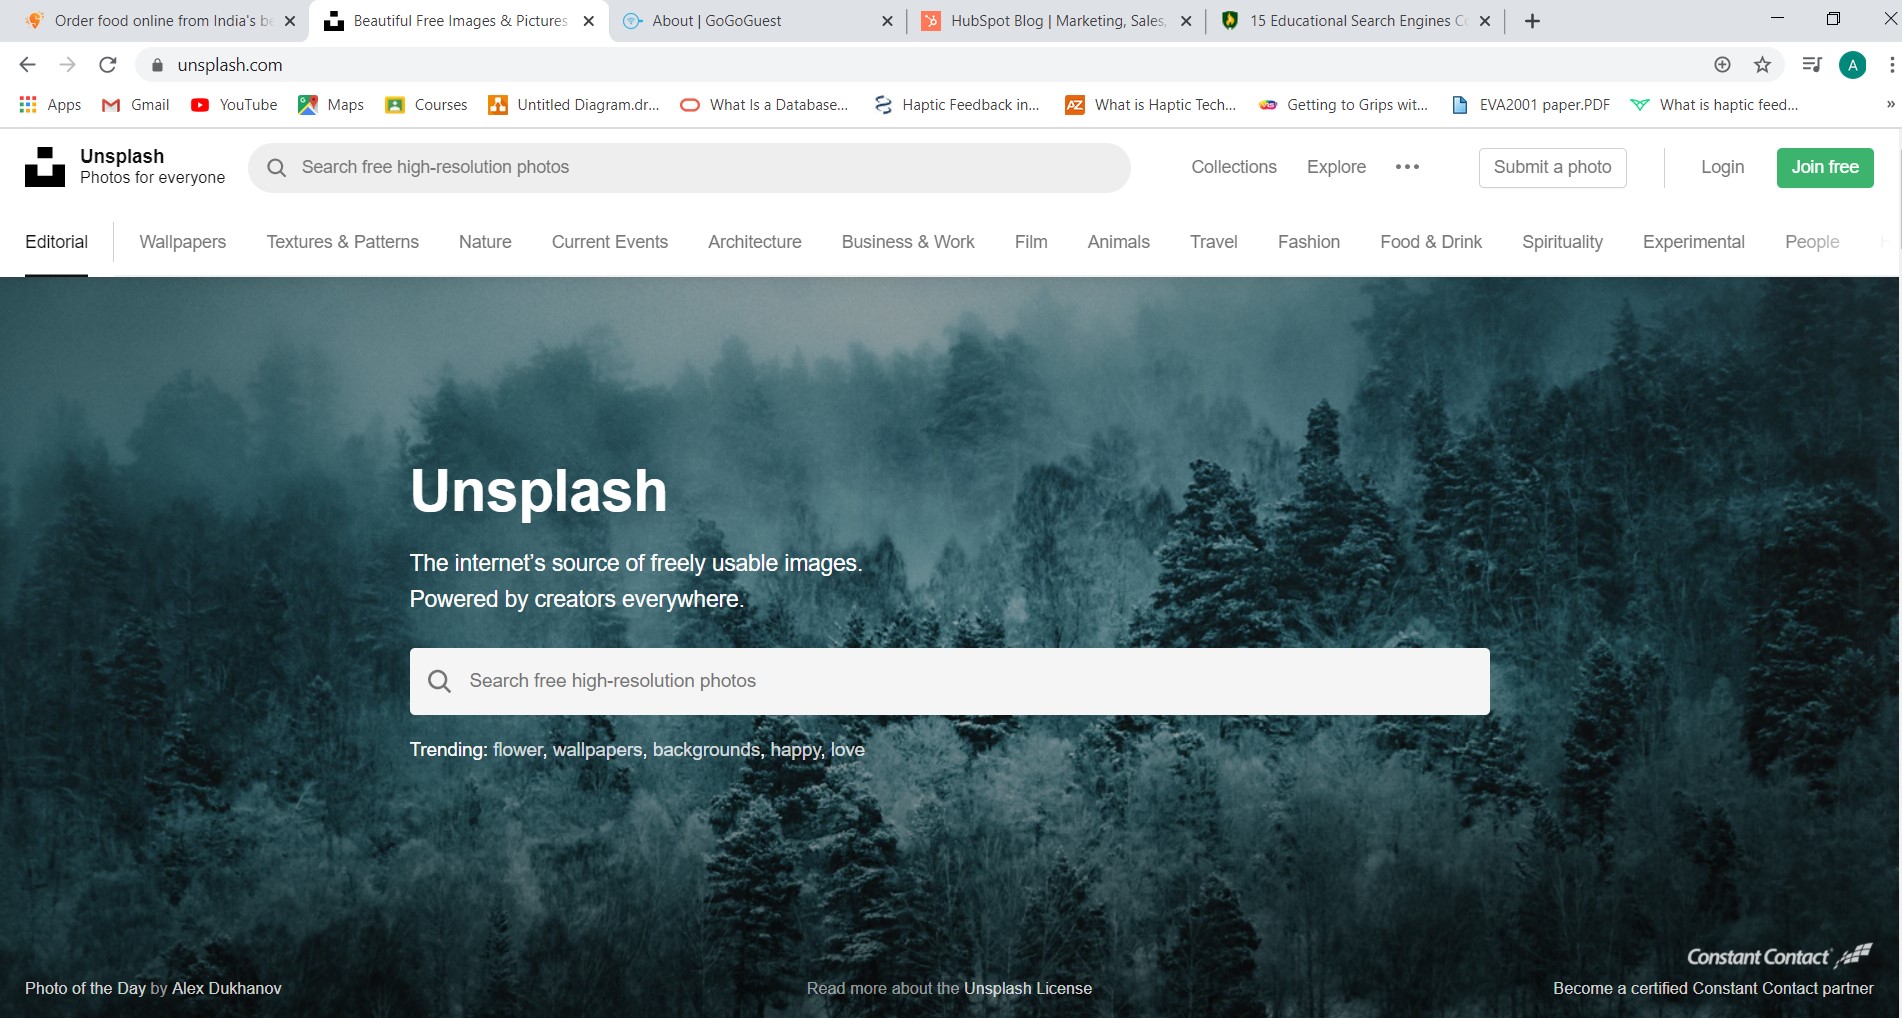 Order food online from India's be
Beautiful Free Images & Pictures
About | GoGoGuest
HubSpot Blog | Marketing, Sales,
15 Educational Search Engines Co
unsplash.com
A
Apps
Gmail
YouTube
Maps
Courses
Untitled Diagram.dr...
What Is a Database...
Haptic Feedback in...
AZ
What is Haptic Tech...
Getting to Grips wit...
EVA2001 paper.PDF
What is haptic feed...
»
Unsplash
Photos for everyone
Search free high-resolution photos
Collections
Explore
Submit a photo
Login
Join free
Editorial
Wallpapers
Textures & Patterns
Nature
Current Events
Architecture
Business & Work
Film
Animals
Travel
Fashion
Food & Drink
Spirituality
Experimental
People
Unsplash
The internet’s source of freely usable images.
Powered by creators everywhere.
Search free high-resolution photos
Trending: flower, wallpapers, backgrounds, happy, love
Constant Contact
Photo of the Day by Alex Dukhanov
Read more about the Unsplash License
Become a certified Constant Contact partner